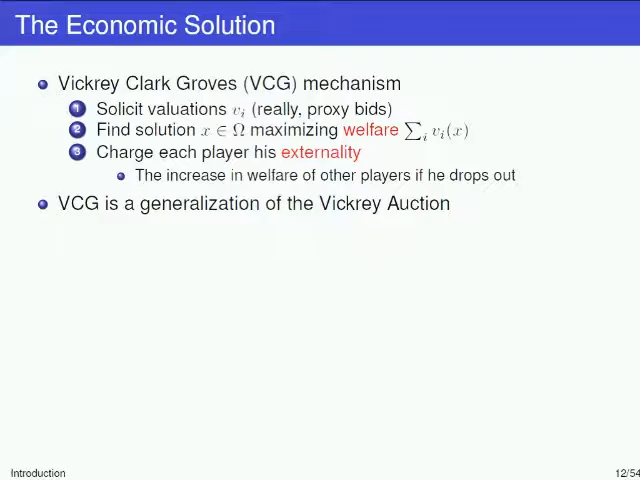 The Economic Solution
Vickrey Clark Groves (VCG) mechanism
1 Solicit valuations vᵢ (really, proxy bids)
2 Find solution x ∈ Ω maximizing welfare ∑ᵢ vᵢ(x)
3 Charge each player his externality
The increase in welfare of other players if he drops out
VCG is a generalization of the Vickrey Auction
Introduction
12/54